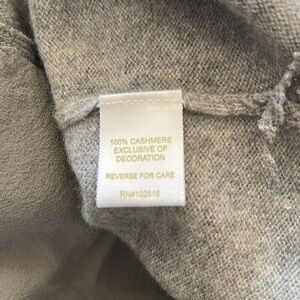 100% CASHMERE
EXCLUSIVE OF
DECORATION
REVERSE FOR CARE
RN#102816